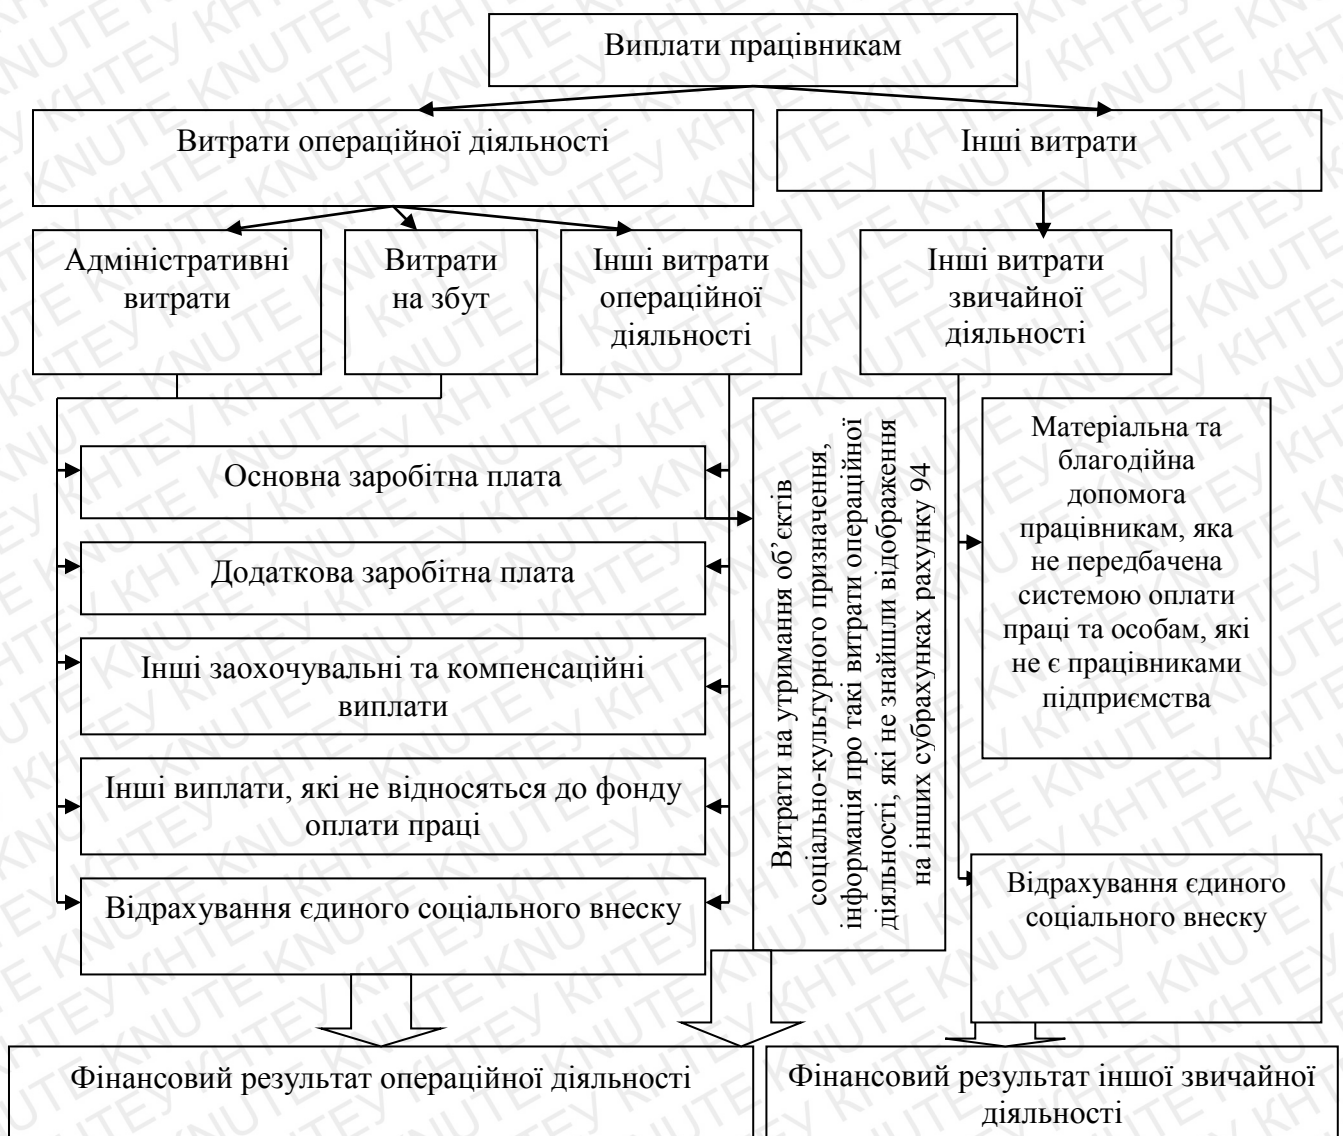 Виплати працівникам
Витрати операційної діяльності
Інші витрати
Адміністративні
витрати
Витрати
на збут
Інші витрати
операційної
діяльності
Інші витрати
звичайної
діяльності
Основна заробітна плата
Додаткова заробітна плата
Інші заохочувальні та компенсаційні
виплати
Інші виплати, які не відносяться до фонду
оплати праці
Відрахування єдиного соціального внеску
Витрати на утримання об’єктів
соціально-культурного призначення,
інформація про такі витрати операційної
діяльності, які не знайшли відображення
на інших субрахунках рахунку 94
Матеріальна та
благодійна
допомога
працівникам, яка
не передбачена
системою оплати
праці та особам, які
не є працівниками
підприємства
Відрахування єдиного
соціального внеску
Фінансовий результат операційної діяльності
Фінансовий результат іншої звичайної
діяльності